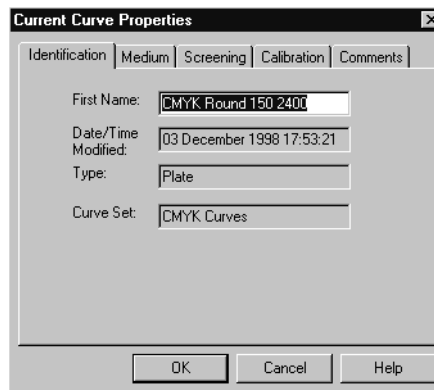 Current Curve Properties
Identification Medium Screening Calibration Comments
First Name: CMYK Round 150 2400
Date/Time
Modified: 03 December 1998 17:53:21
Type: Plate
Curve Set: CMYK Curves
OK Cancel Help